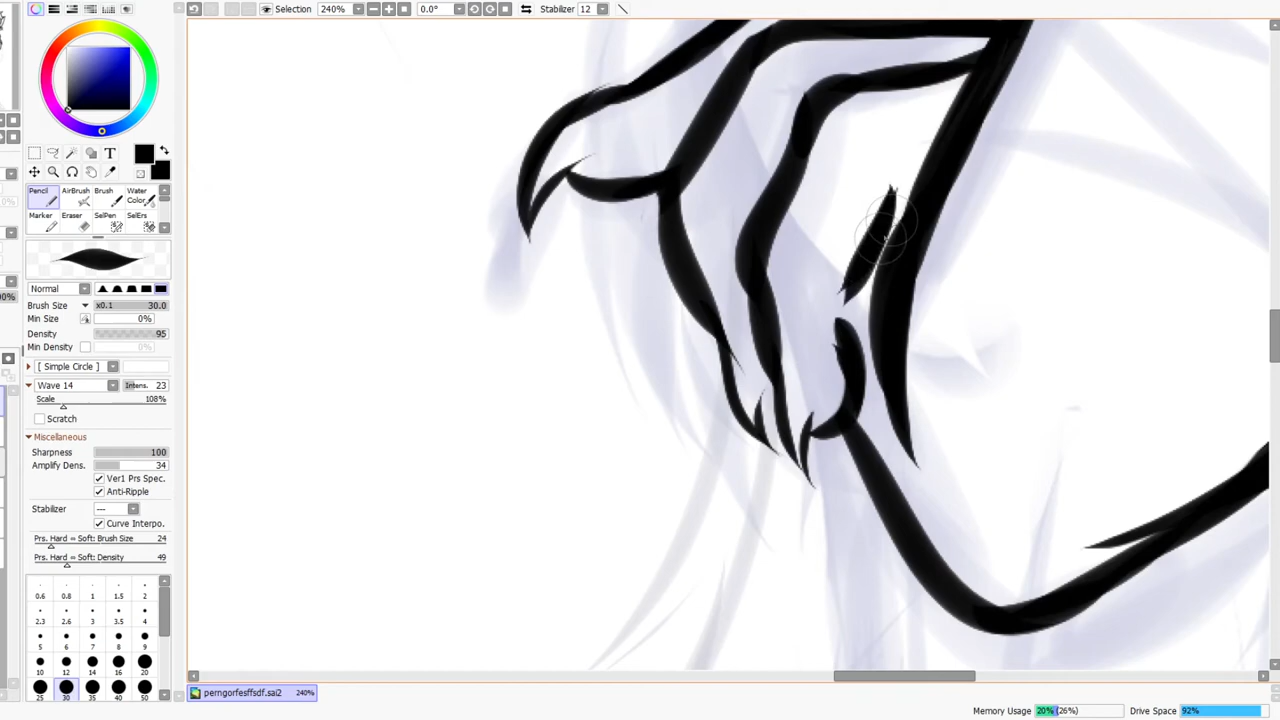 Selection 240% 0.0° Stabilizer 12
T
Pencil AirBrush Brush Water Color
Marker Eraser SelPen SelErs
Normal
Brush Size x0.1 30.0
Min Size 0%
Density 95
Min Density 0%
[ Simple Circle ]
Wave 14 Intens. 23
Scale 108%
Scratch
Miscellaneous
Sharpness 100
Amplify Dens. 34
Ver1 Prs Spec.
Anti-Ripple
Stabilizer ---
Curve Interpo.
Prs. Hard ⇔ Soft: Brush Size 24
Prs. Hard ⇔ Soft: Density 49
0.6 0.8 1 1.5 2
2.3 2.6 3 3.5 4
5 6 7 8 9
10 12 14 16 20
25 30 35 40 50
perngorfesffsdf.sai2 240%
Memory Usage 20% (26%) Drive Space 92%